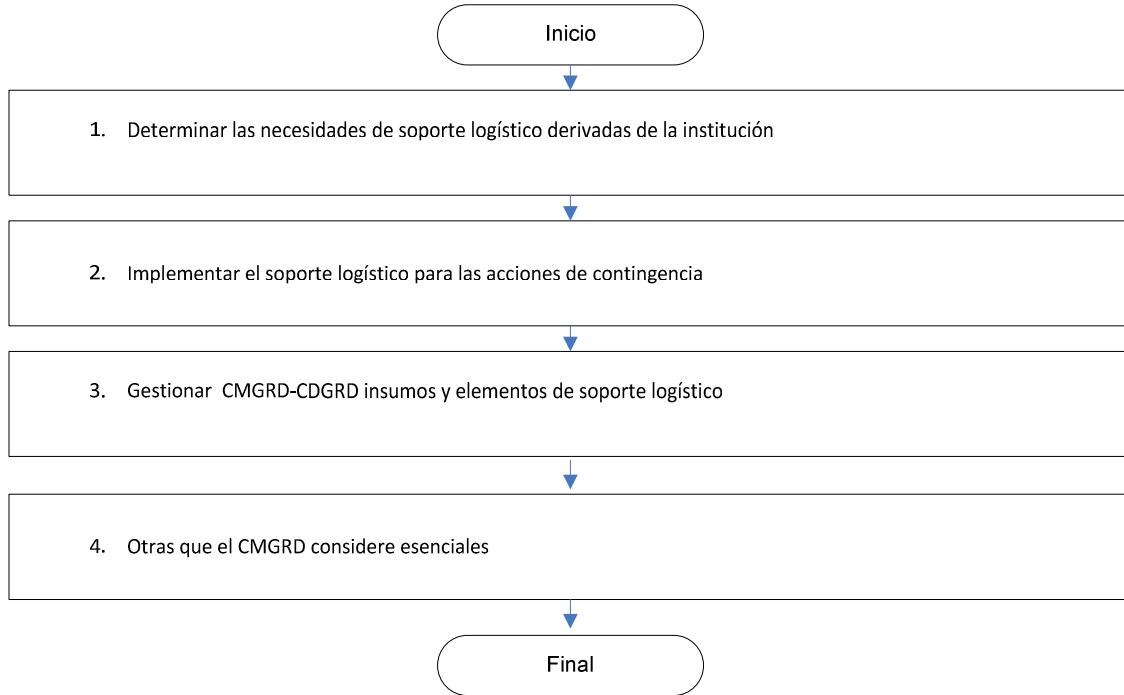 Inicio
1. Determinar las necesidades de soporte logístico derivadas de la institución
2. Implementar el soporte logístico para las acciones de contingencia
3. Gestionar CMGRD-CDGRD insumos y elementos de soporte logístico
4. Otras que el CMGRD considere esenciales
Final